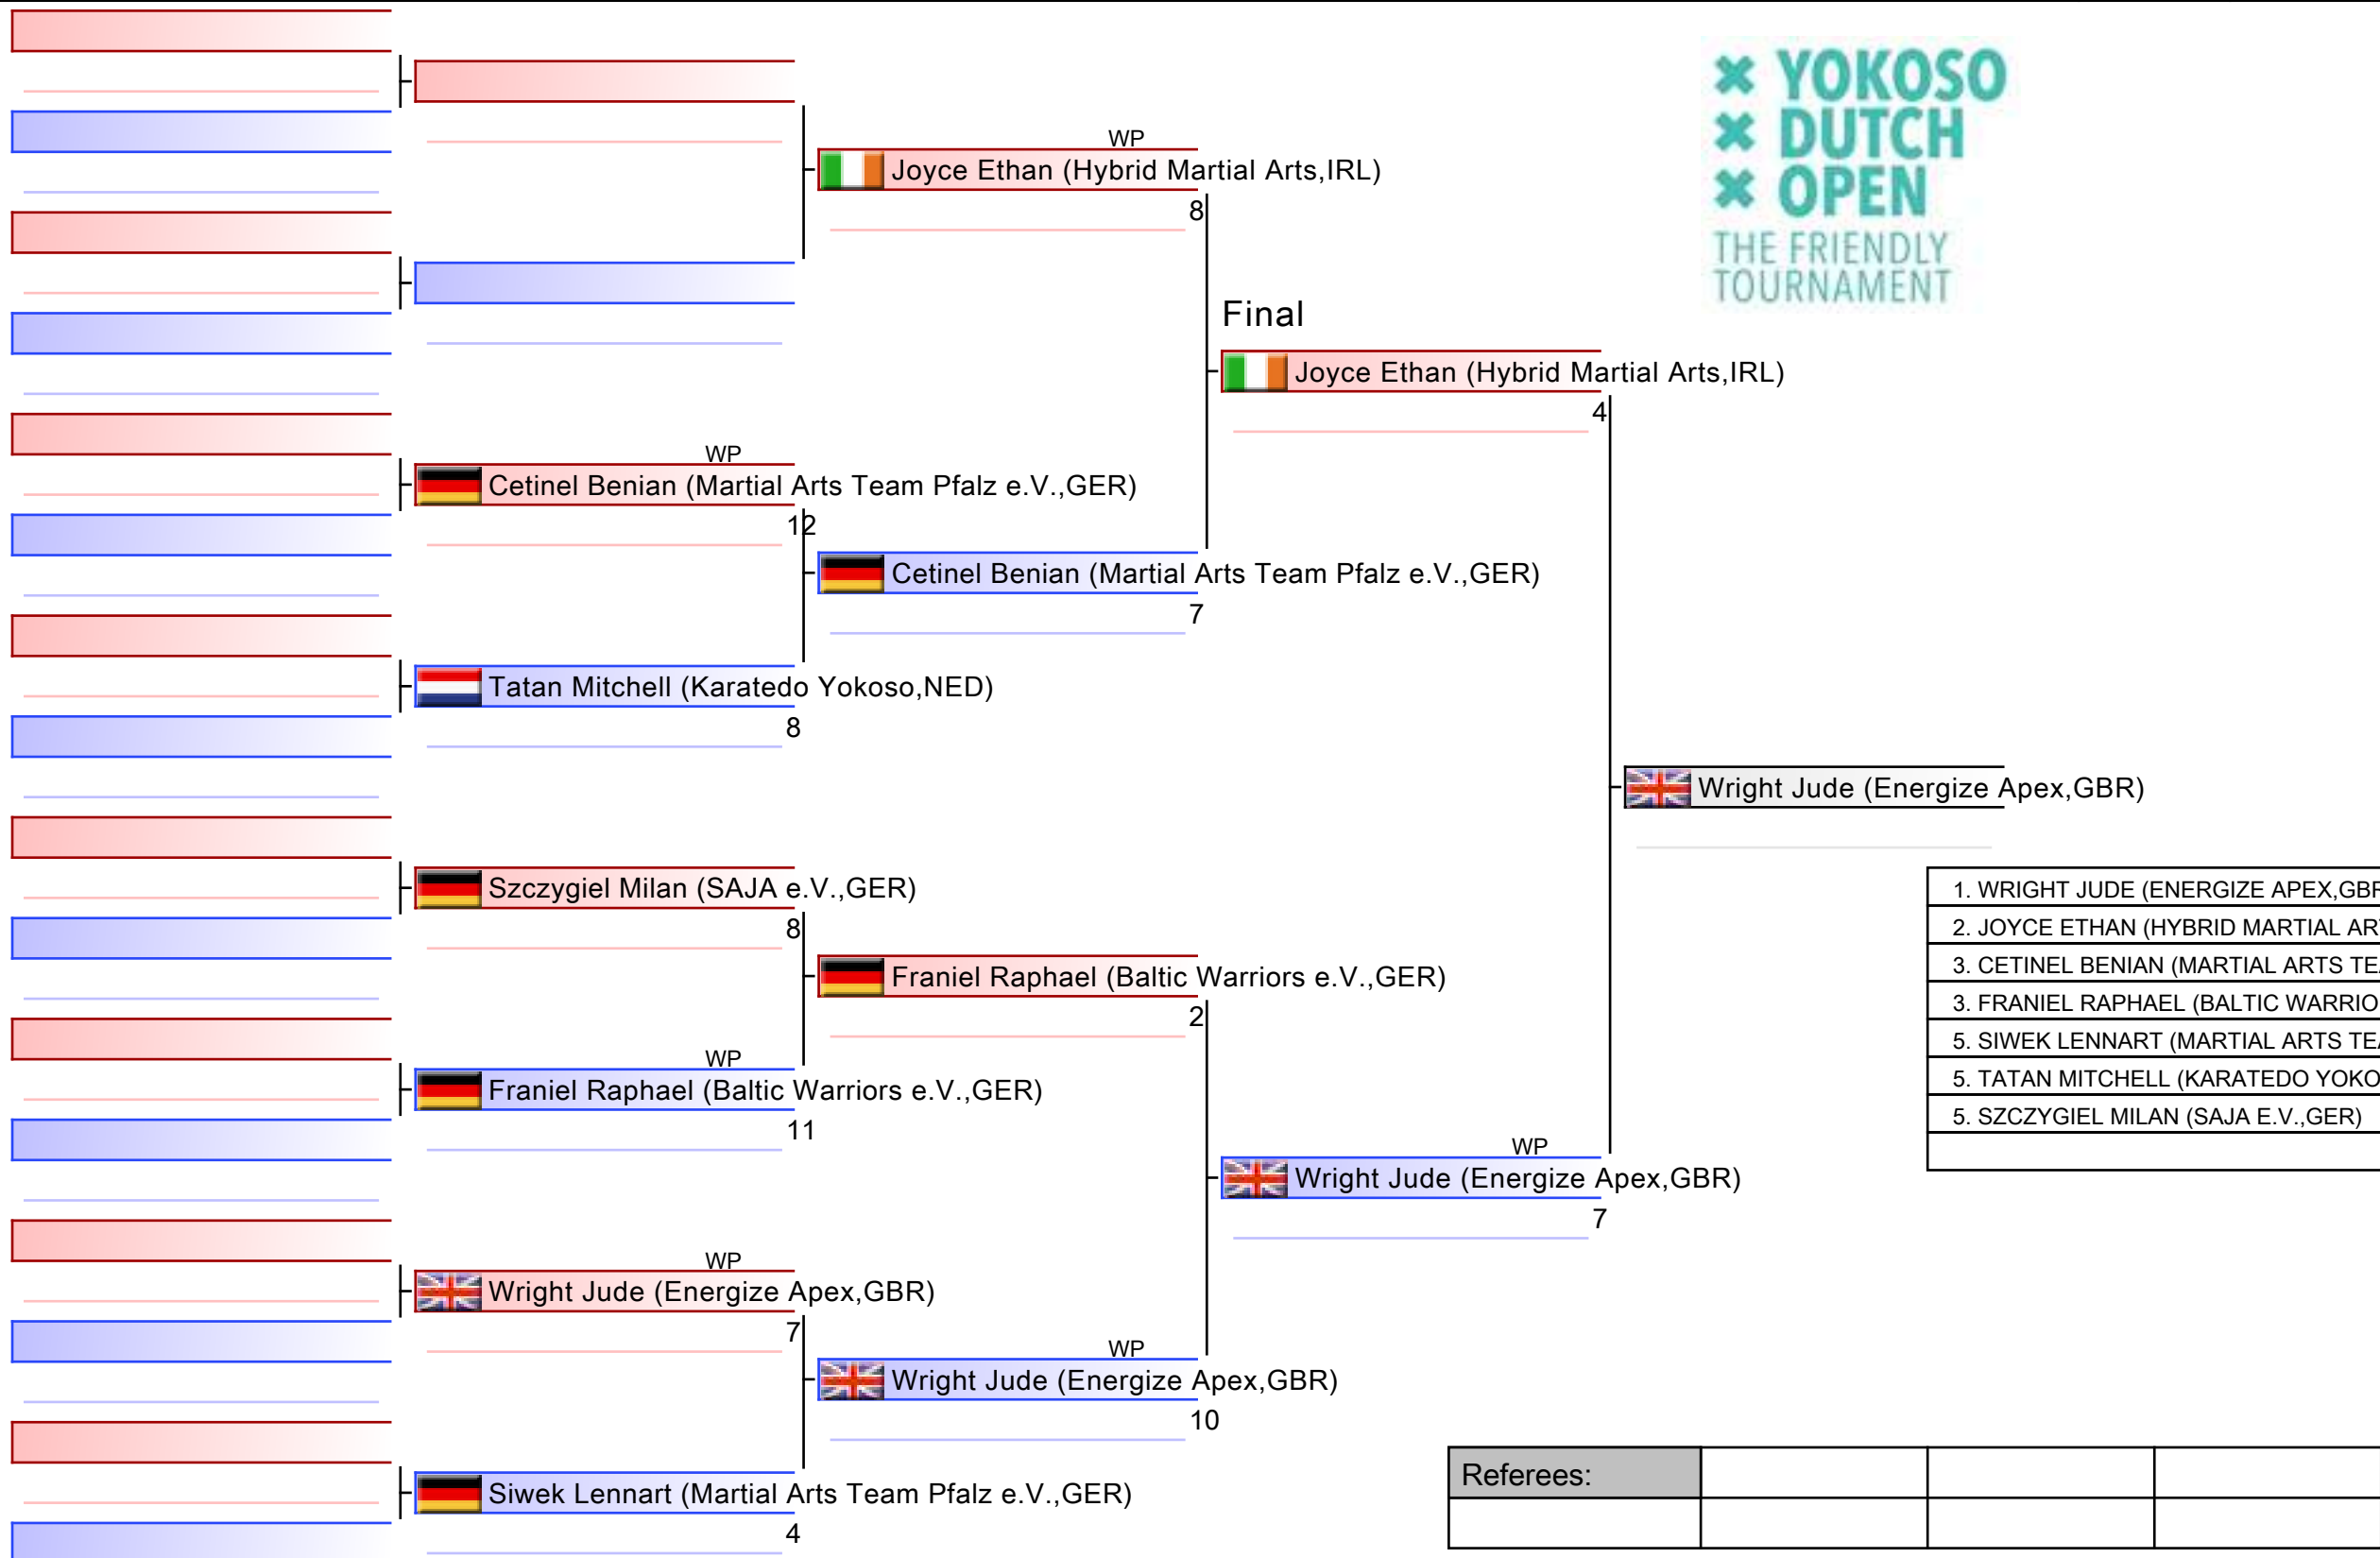 YOKOSO
DUTCH
OPEN
THE FRIENDLY
TOURNAMENT
WP
Joyce Ethan (Hybrid Martial Arts,IRL)
8
Final
Joyce Ethan (Hybrid Martial Arts,IRL)
4
WP
Cetinel Benian (Martial Arts Team Pfalz e.V.,GER)
12
Cetinel Benian (Martial Arts Team Pfalz e.V.,GER)
7
Tatan Mitchell (Karatedo Yokoso,NED)
8
Wright Jude (Energize Apex,GBR)
Szczygiel Milan (SAJA e.V.,GER)
8
Franiel Raphael (Baltic Warriors e.V.,GER)
2
WP
Franiel Raphael (Baltic Warriors e.V.,GER)
11
WP
Wright Jude (Energize Apex,GBR)
7
WP
Wright Jude (Energize Apex,GBR)
7
WP
Wright Jude (Energize Apex,GBR)
10
Siwek Lennart (Martial Arts Team Pfalz e.V.,GER)
4
1. WRIGHT JUDE (ENERGIZE APEX,GBR
2. JOYCE ETHAN (HYBRID MARTIAL AR
3. CETINEL BENIAN (MARTIAL ARTS TEA
3. FRANIEL RAPHAEL (BALTIC WARRIO
5. SIWEK LENNART (MARTIAL ARTS TEA
5. TATAN MITCHELL (KARATEDO YOKO
5. SZCZYGIEL MILAN (SAJA E.V.,GER)
Referees: